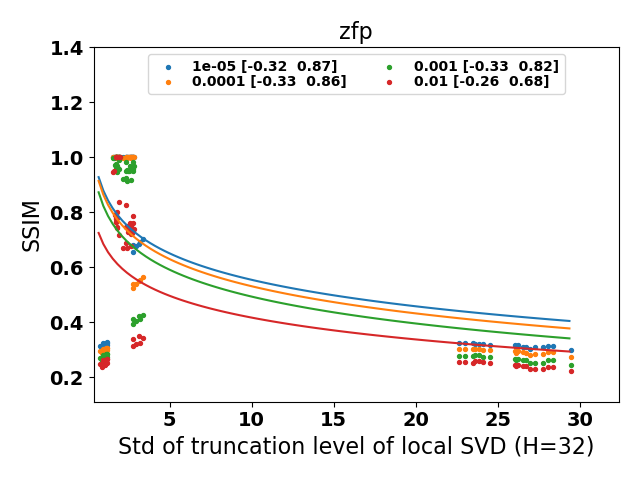 zfp
1e-05 [-0.32  0.87]
0.0001 [-0.33  0.86]
0.001 [-0.33  0.82]
0.01 [-0.26  0.68]
SSIM
1.4
1.2
1.0
0.8
0.6
0.4
0.2
5 10 15 20 25 30
Std of truncation level of local SVD (H=32)